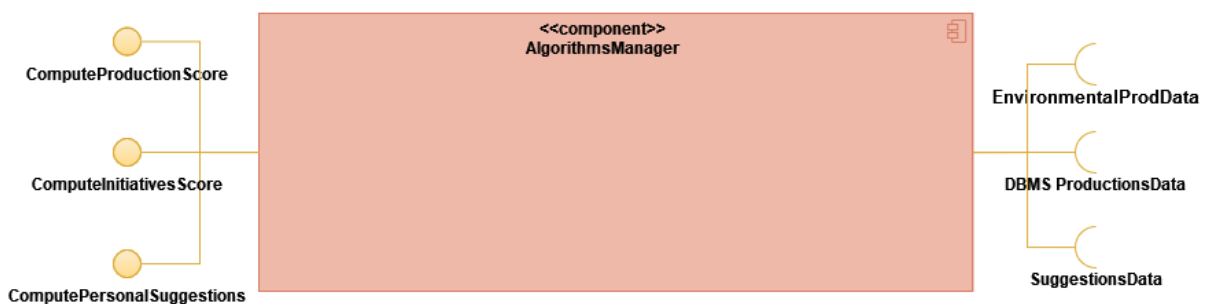 <<component>>
AlgorithmsManager
ComputeProductionScore
ComputeInitiativesScore
ComputePersonalSuggestions
EnvironmentalProdData
DBMS ProductionsData
SuggestionsData